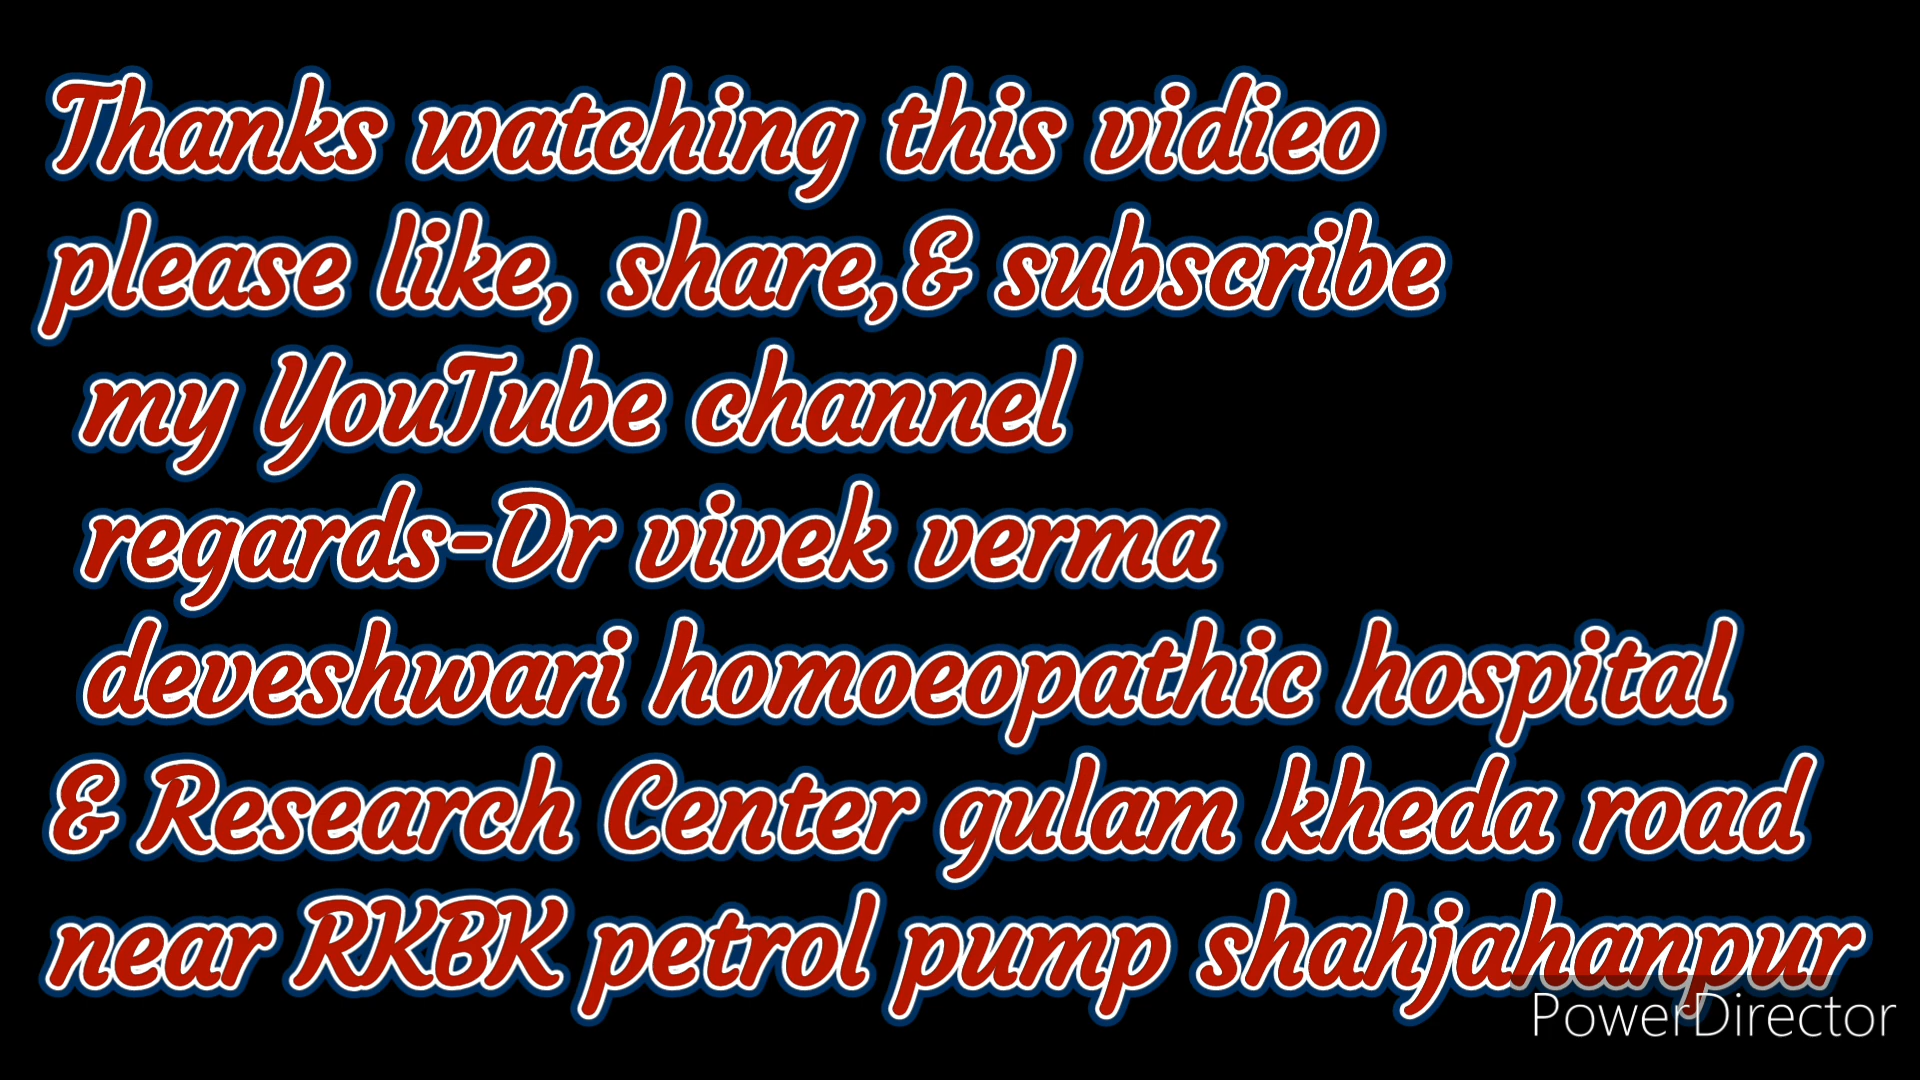 Thanks watching this vidieo
please like, share,& subscribe
my YouTube channel
regards-Dr vivek verma
deveshwari homoeopathic hospital
& Research Center gulam kheda road
near RKBK petrol pump shahjahanpur
PowerDirector